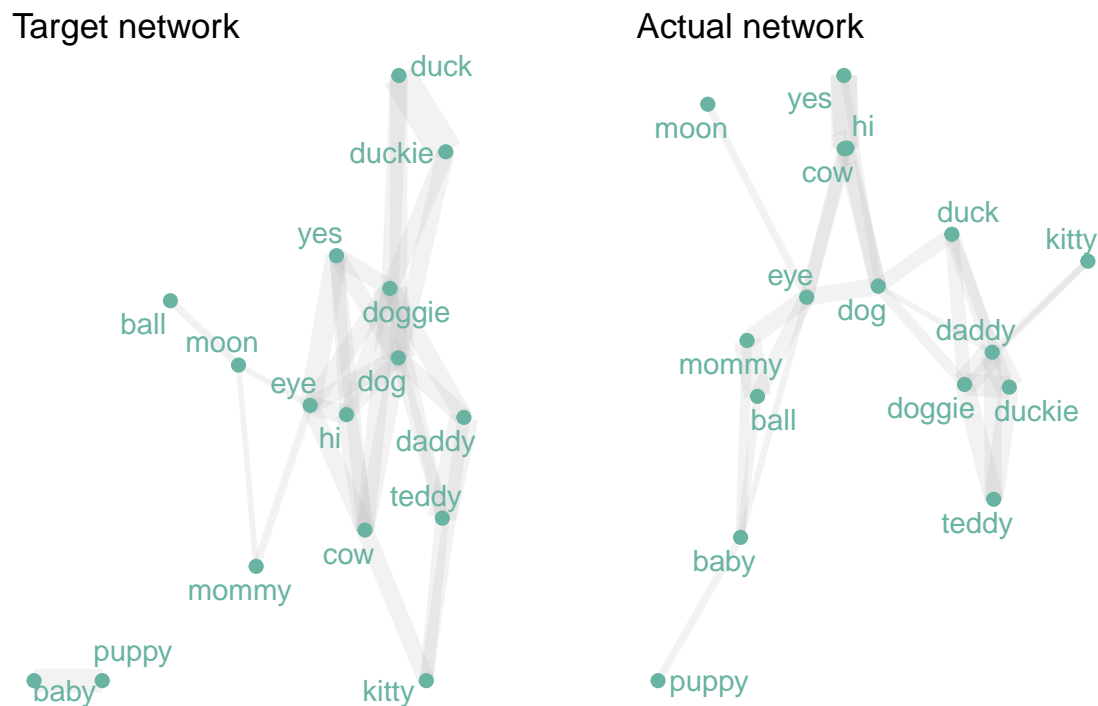 Target network
duck
duckie
yes
ball
doggie
moon
eye
dog
hi
daddy
teddy
cow
mommy
puppy
baby
kitty
Actual network
yes
moon
hi
cow
duck
kitty
eye
dog
daddy
mommy
doggie
duckie
ball
teddy
baby
puppy